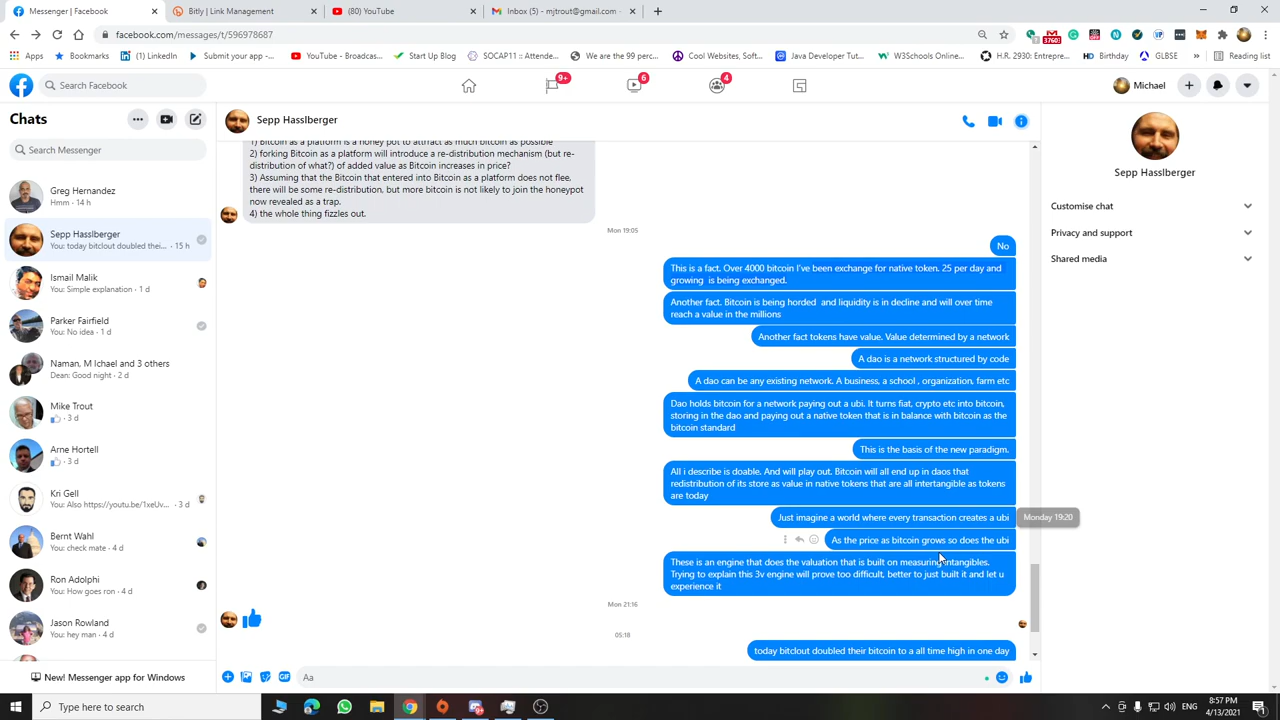 Messenger | Facebook
Bitly | Link Management
(80) YouTube
Inbox (5) - mjtrout@gmail.com -
facebook.com/messages/t/596978687
37603
Apps
Bookmarks
(1) LinkedIn
Submit your app -...
YouTube - Broadcas...
Start Up Blog
SOCAP11 :: Attende...
We are the 99 perc...
Cool Websites, Soft...
Java Developer Tut...
W3Schools Online...
H.R. 2930: Entrepre...
HD Birthday
GLBSE
»
Reading list
Search Facebook
9+
6
4
Michael
Chats
Search Messenger
Greg Hernandez
Hmm · 14 h
Sepp Hasslberger
You: today bitclout doubled thei... · 15 h
Ismail Malik
You: Simple explanation · 1 d
Parker Fairfield
You: No idea · 1 d
Naman, M Ichael and 3 others
Dean: Good night · 2 d
Mike Trout
· 3 d
Arne Hortell
· 3 d
Kri Gell
You: Also https://youtu.be/1xeUv... · 3 d
Bernt Wahl
You: check mate · 4 d
Ron Adolphi
You: How goes ron · 4 d
Jason Rowland
You: hey man · 4 d
New! Messenger app for Windows
Sepp Hasslberger
1) Bitcoin as a platform is a honey pot to attract as much bitcoin as possible
2) forking Bitcoin as a platform will introduce a re-distribution mechanism (but re-
distribution of what?) of added value as Bitcoin increases in price?
3) Assuming that the Bitcoin that entered into Bitcoin as a platform does not flee,
there will be some re-distribution, but more bitcoin is not likely to join the honeypot
now revealed as a trap.
4) the whole thing fizzles out.
Mon 19:05
No
This is a fact. Over 4000 bitcoin I've been exchange for native token. 25 per day and
growing is being exchanged.
Another fact. Bitcoin is being horded and liquidity is in decline and will over time
reach a value in the millions
Another fact tokens have value. Value determined by a network
A dao is a network structured by code
A dao can be any existing network. A business, a school , organization, farm etc
Dao holds bitcoin for a network paying out a ubi. It turns fiat, crypto etc into bitcoin,
storing in the dao and paying out a native token that is in balance with bitcoin as the
bitcoin standard
This is the basis of the new paradigm.
All i describe is doable. And will play out. Bitcoin will all end up in daos that
redistribution of its store as value in native tokens that are all intertangible as tokens
are today
Just imagine a world where every transaction creates a ubi
Monday 19:20
As the price as bitcoin grows so does the ubi
These is an engine that does the valuation that is built on measuring intangibles.
Trying to explain this 3v engine will prove too difficult, better to just built it and let u
experience it
Mon 21:16
05:18
today bitclout doubled their bitcoin to a all time high in one day
Aa
Sepp Hasslberger
Customise chat
Privacy and support
Shared media
Type here to search
ENG
8:57 PM
4/13/2021